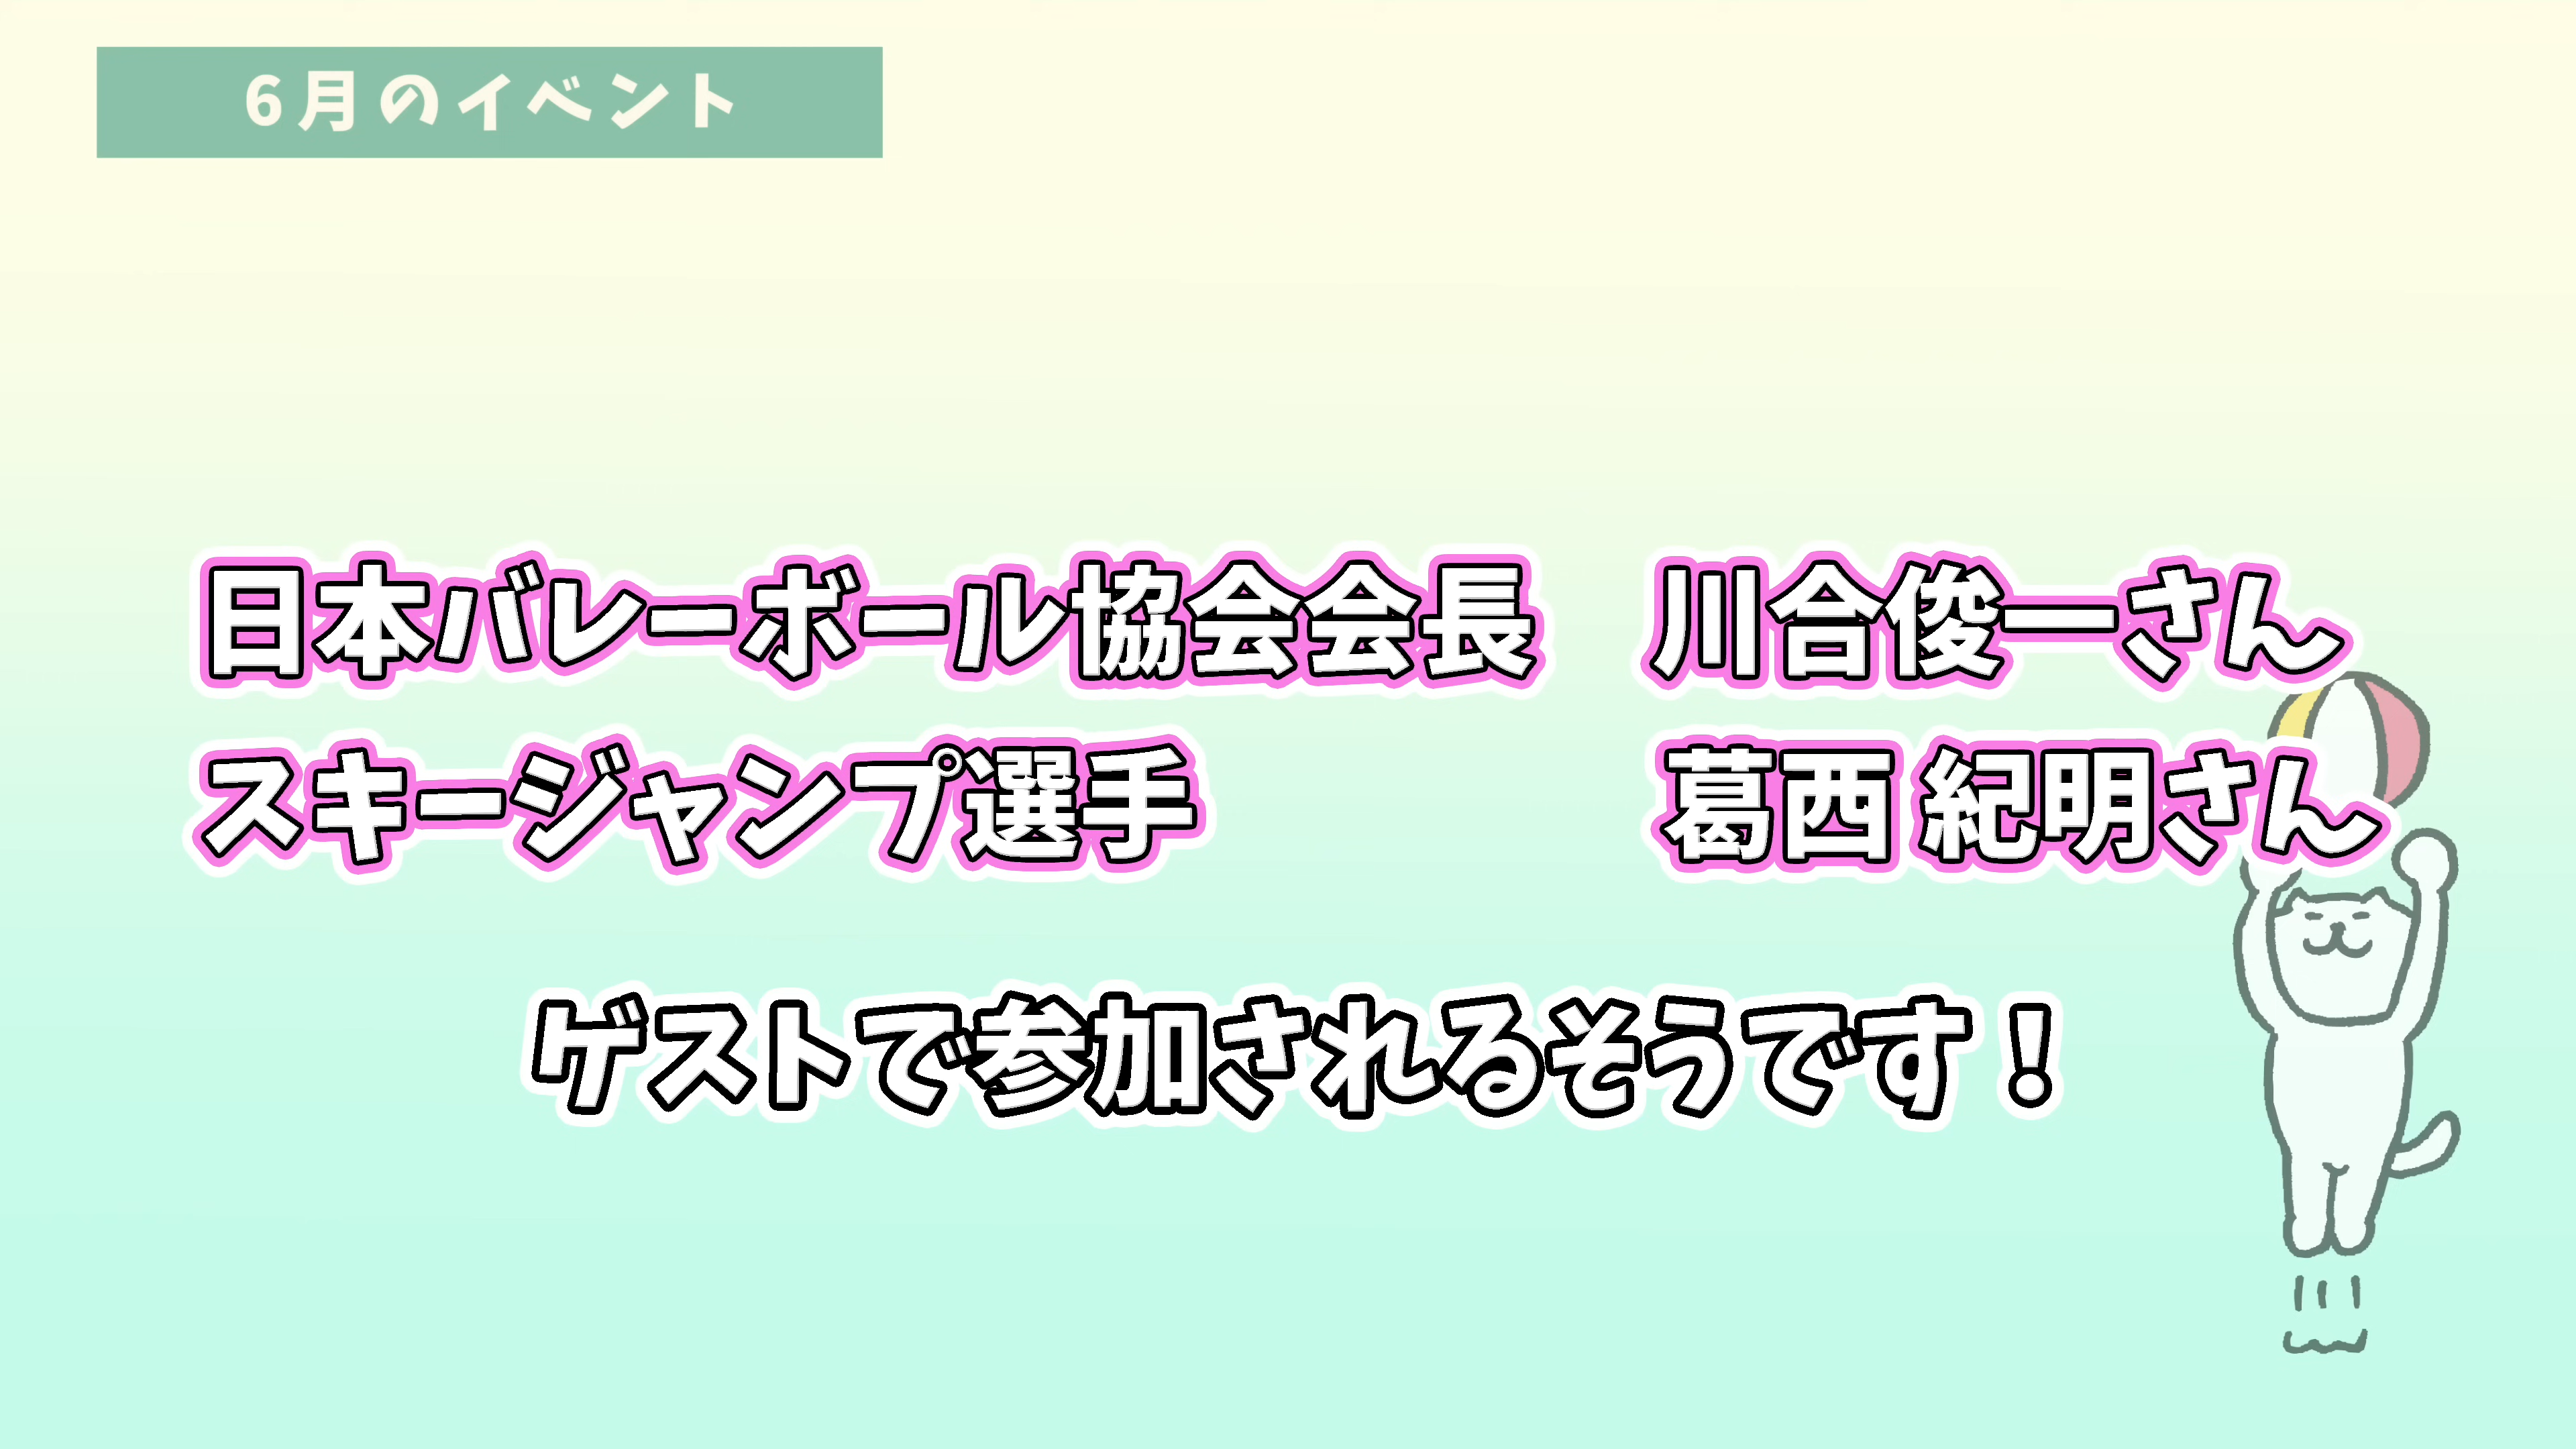 6月のイベント
日本バレーボール協会会長　川合俊一さん
スキージャンプ選手　葛西 紀明さん
ゲストで参加されるそうです！